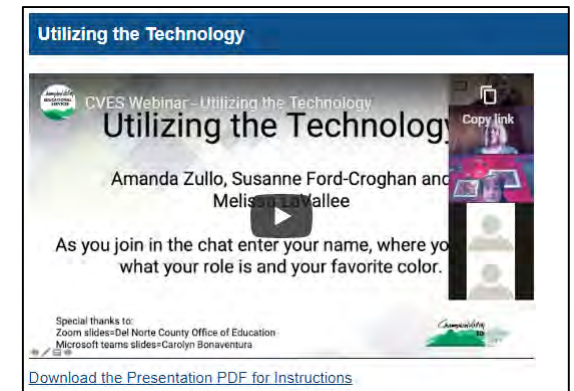 Utilizing the Technology
CVES Webinar - Utilizing the Technology
Copy link
Utilizing the Technology
Amanda Zullo, Susanne Ford-Croghan and
Melissa LaVallee
As you join in the chat enter your name, where yo
what your role is and your favorite color.
Special thanks to:
Zoom slides=Del Norte County Office of Education
Microsoft teams slides=Carolyn Bonaventura
Download the Presentation PDF for Instructions